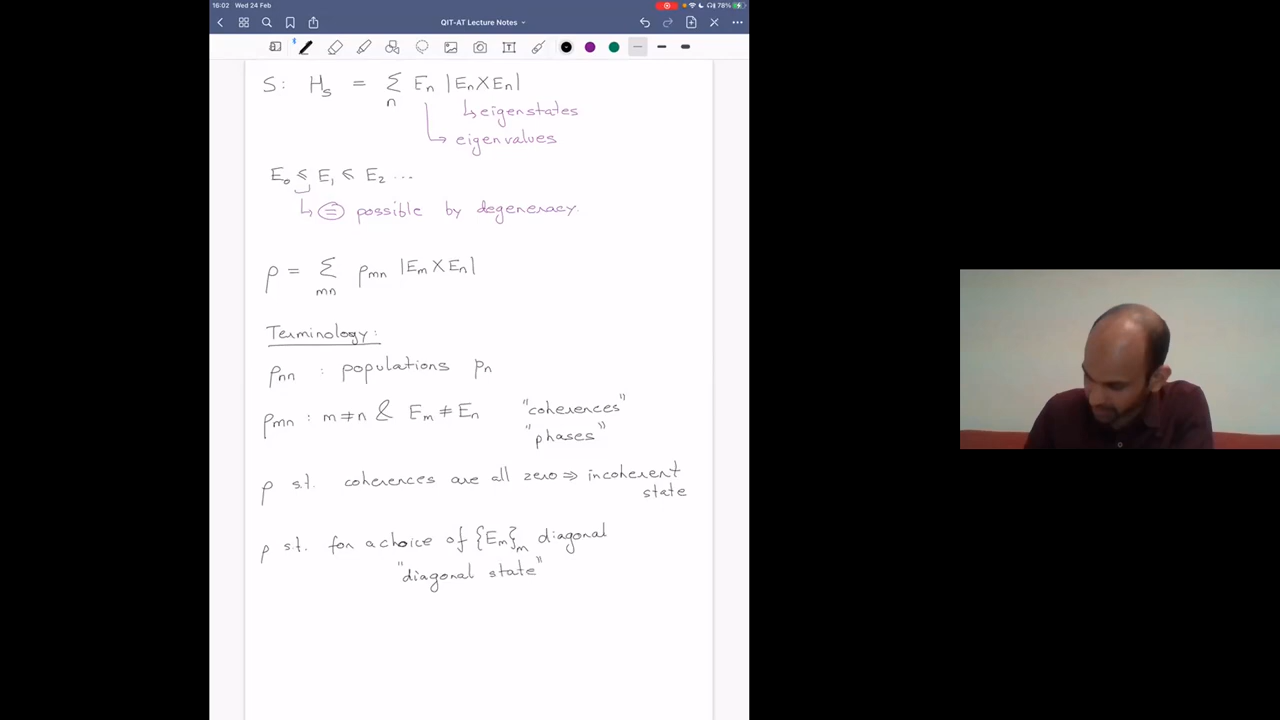 16:02 Wed 24 Feb
78%
QIT-AT Lecture Notes
S: H_S = Σ_n E_n |E_n X E_n|
↳ eigenstates
↳ eigenvalues
E_0 ≤ E_1 ≤ E_2 ...
↳ = possible by degeneracy.
ρ = Σ_mn ρ_mn |E_m X E_n|
Terminology:
ρ_nn : populations p_n
ρ_mn : m ≠ n & E_m ≠ E_n "coherences"
"phases"
ρ s.t. coherences are all zero ⇒ incoherent
state
ρ s.t. for a choice of {E_m}_m diagonal
"diagonal state"